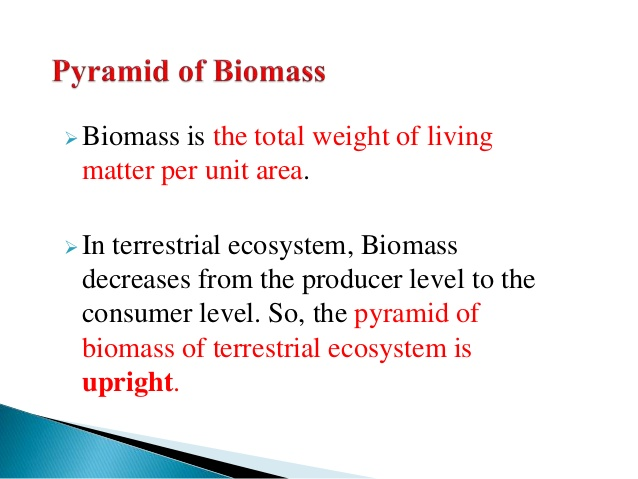 Pyramid of Biomass
Biomass is the total weight of living
matter per unit area.
In terrestrial ecosystem, Biomass
decreases from the producer level to the
consumer level. So, the pyramid of
biomass of terrestrial ecosystem is
upright.